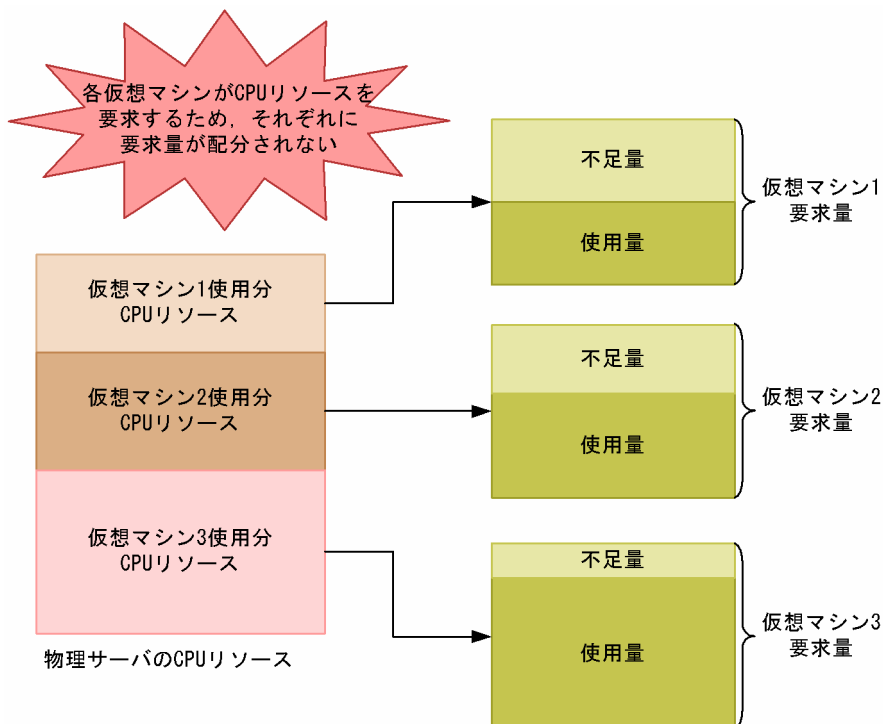 各仮想マシンがCPUリソースを
要求するため，それぞれに
要求量が配分されない
仮想マシン1使用分
CPUリソース
仮想マシン2使用分
CPUリソース
仮想マシン3使用分
CPUリソース
物理サーバのCPUリソース
不足量
使用量
仮想マシン1
要求量
不足量
使用量
仮想マシン2
要求量
不足量
使用量
仮想マシン3
要求量